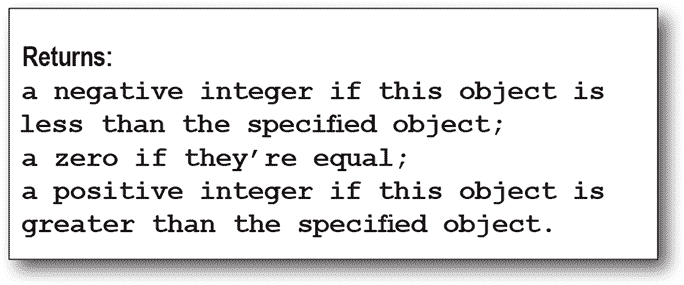 Returns:
a negative integer if this object is
less than the specified object;
a zero if they’re equal;
a positive integer if this object is
greater than the specified object.